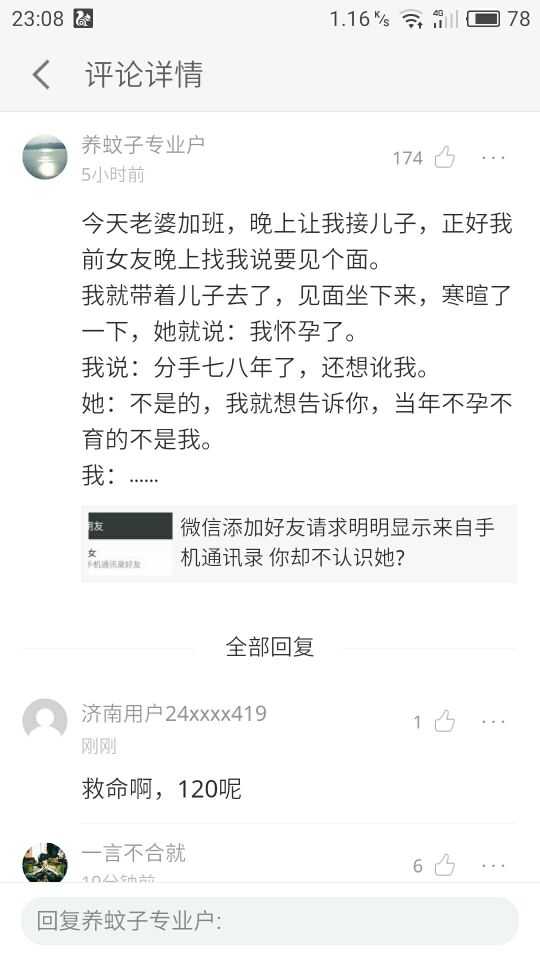 23:08
1.16 K/s
4G
78
评论详情
养蚊子专业户
174
5小时前
今天老婆加班，晚上让我接儿子，正好我
前女友晚上找我说要见个面。
我就带着儿子去了，见面坐下来，寒暄了
一下，她就说：我怀孕了。
我说：分手七八年了，还想讹我。
她：不是的，我就想告诉你，当年不孕不
育的不是我。
我：......
朋友
女
手机通讯录好友
微信添加好友请求明明显示来自手
机通讯录 你却不认识她?
全部回复
济南用户24xxxx419
1
刚刚
救命啊，120呢
一言不合就
6
19分钟前
回复养蚊子专业户: